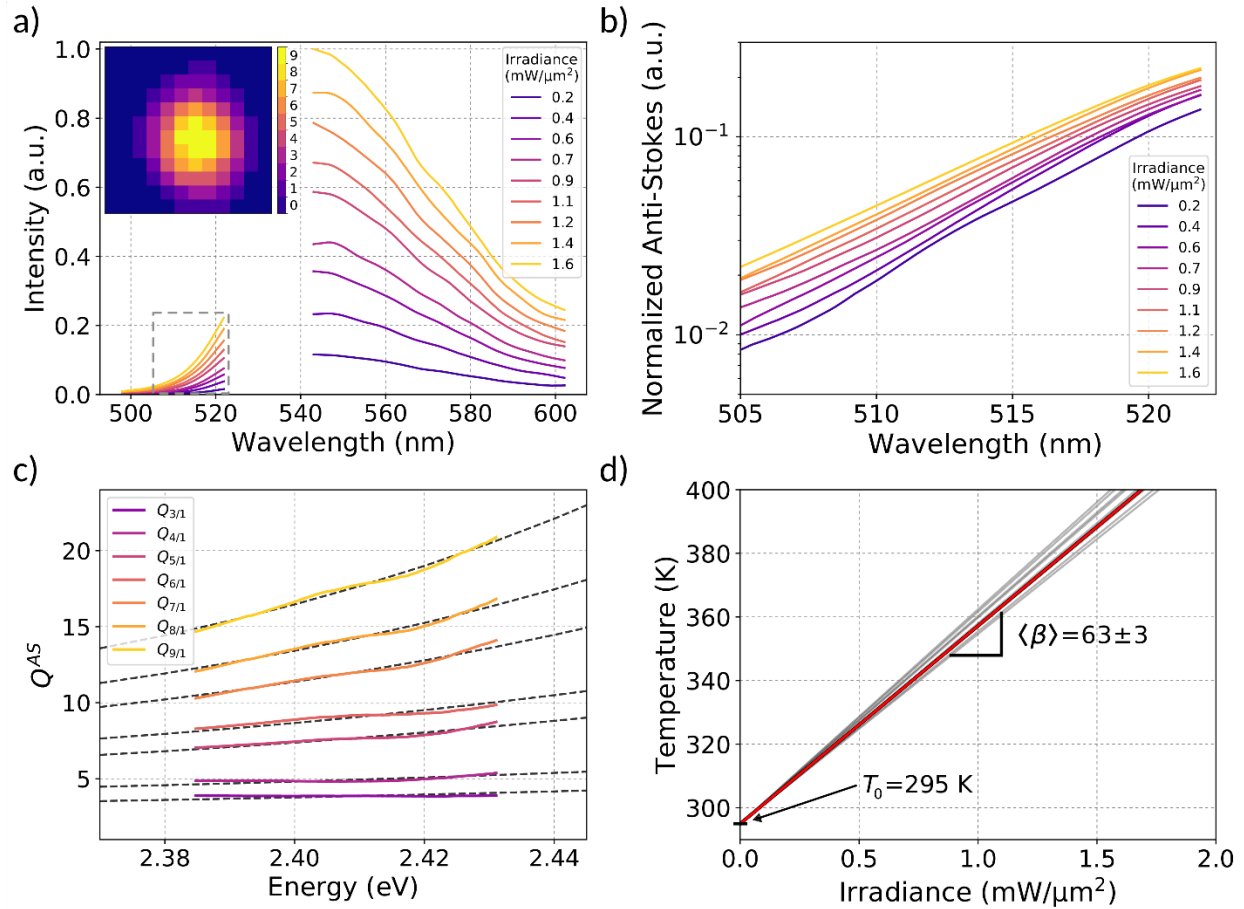 a)
Intensity (a.u.)
1.0
0.8
0.6
0.4
0.2
0.0
500
520
540
560
580
600
Wavelength (nm)
9
8
7
6
5
4
3
2
1
0
Irradiance
(mW/μm²)
0.2
0.4
0.6
0.7
0.9
1.1
1.2
1.4
1.6
b)
Normalized Anti-Stokes (a.u.)
10⁻¹
10⁻²
505
510
515
520
Wavelength (nm)
Irradiance
(mW/μm²)
0.2
0.4
0.6
0.7
0.9
1.1
1.2
1.4
1.6
c)
Q^{AS}
20
15
10
5
2.38
2.40
2.42
2.44
Energy (eV)
Q_{3/1}
Q_{4/1}
Q_{5/1}
Q_{6/1}
Q_{7/1}
Q_{8/1}
Q_{9/1}
d)
Temperature (K)
400
380
360
340
320
300
0.0
0.5
1.0
1.5
2.0
Irradiance (mW/μm²)
⟨β⟩=63±3
T₀=295 K